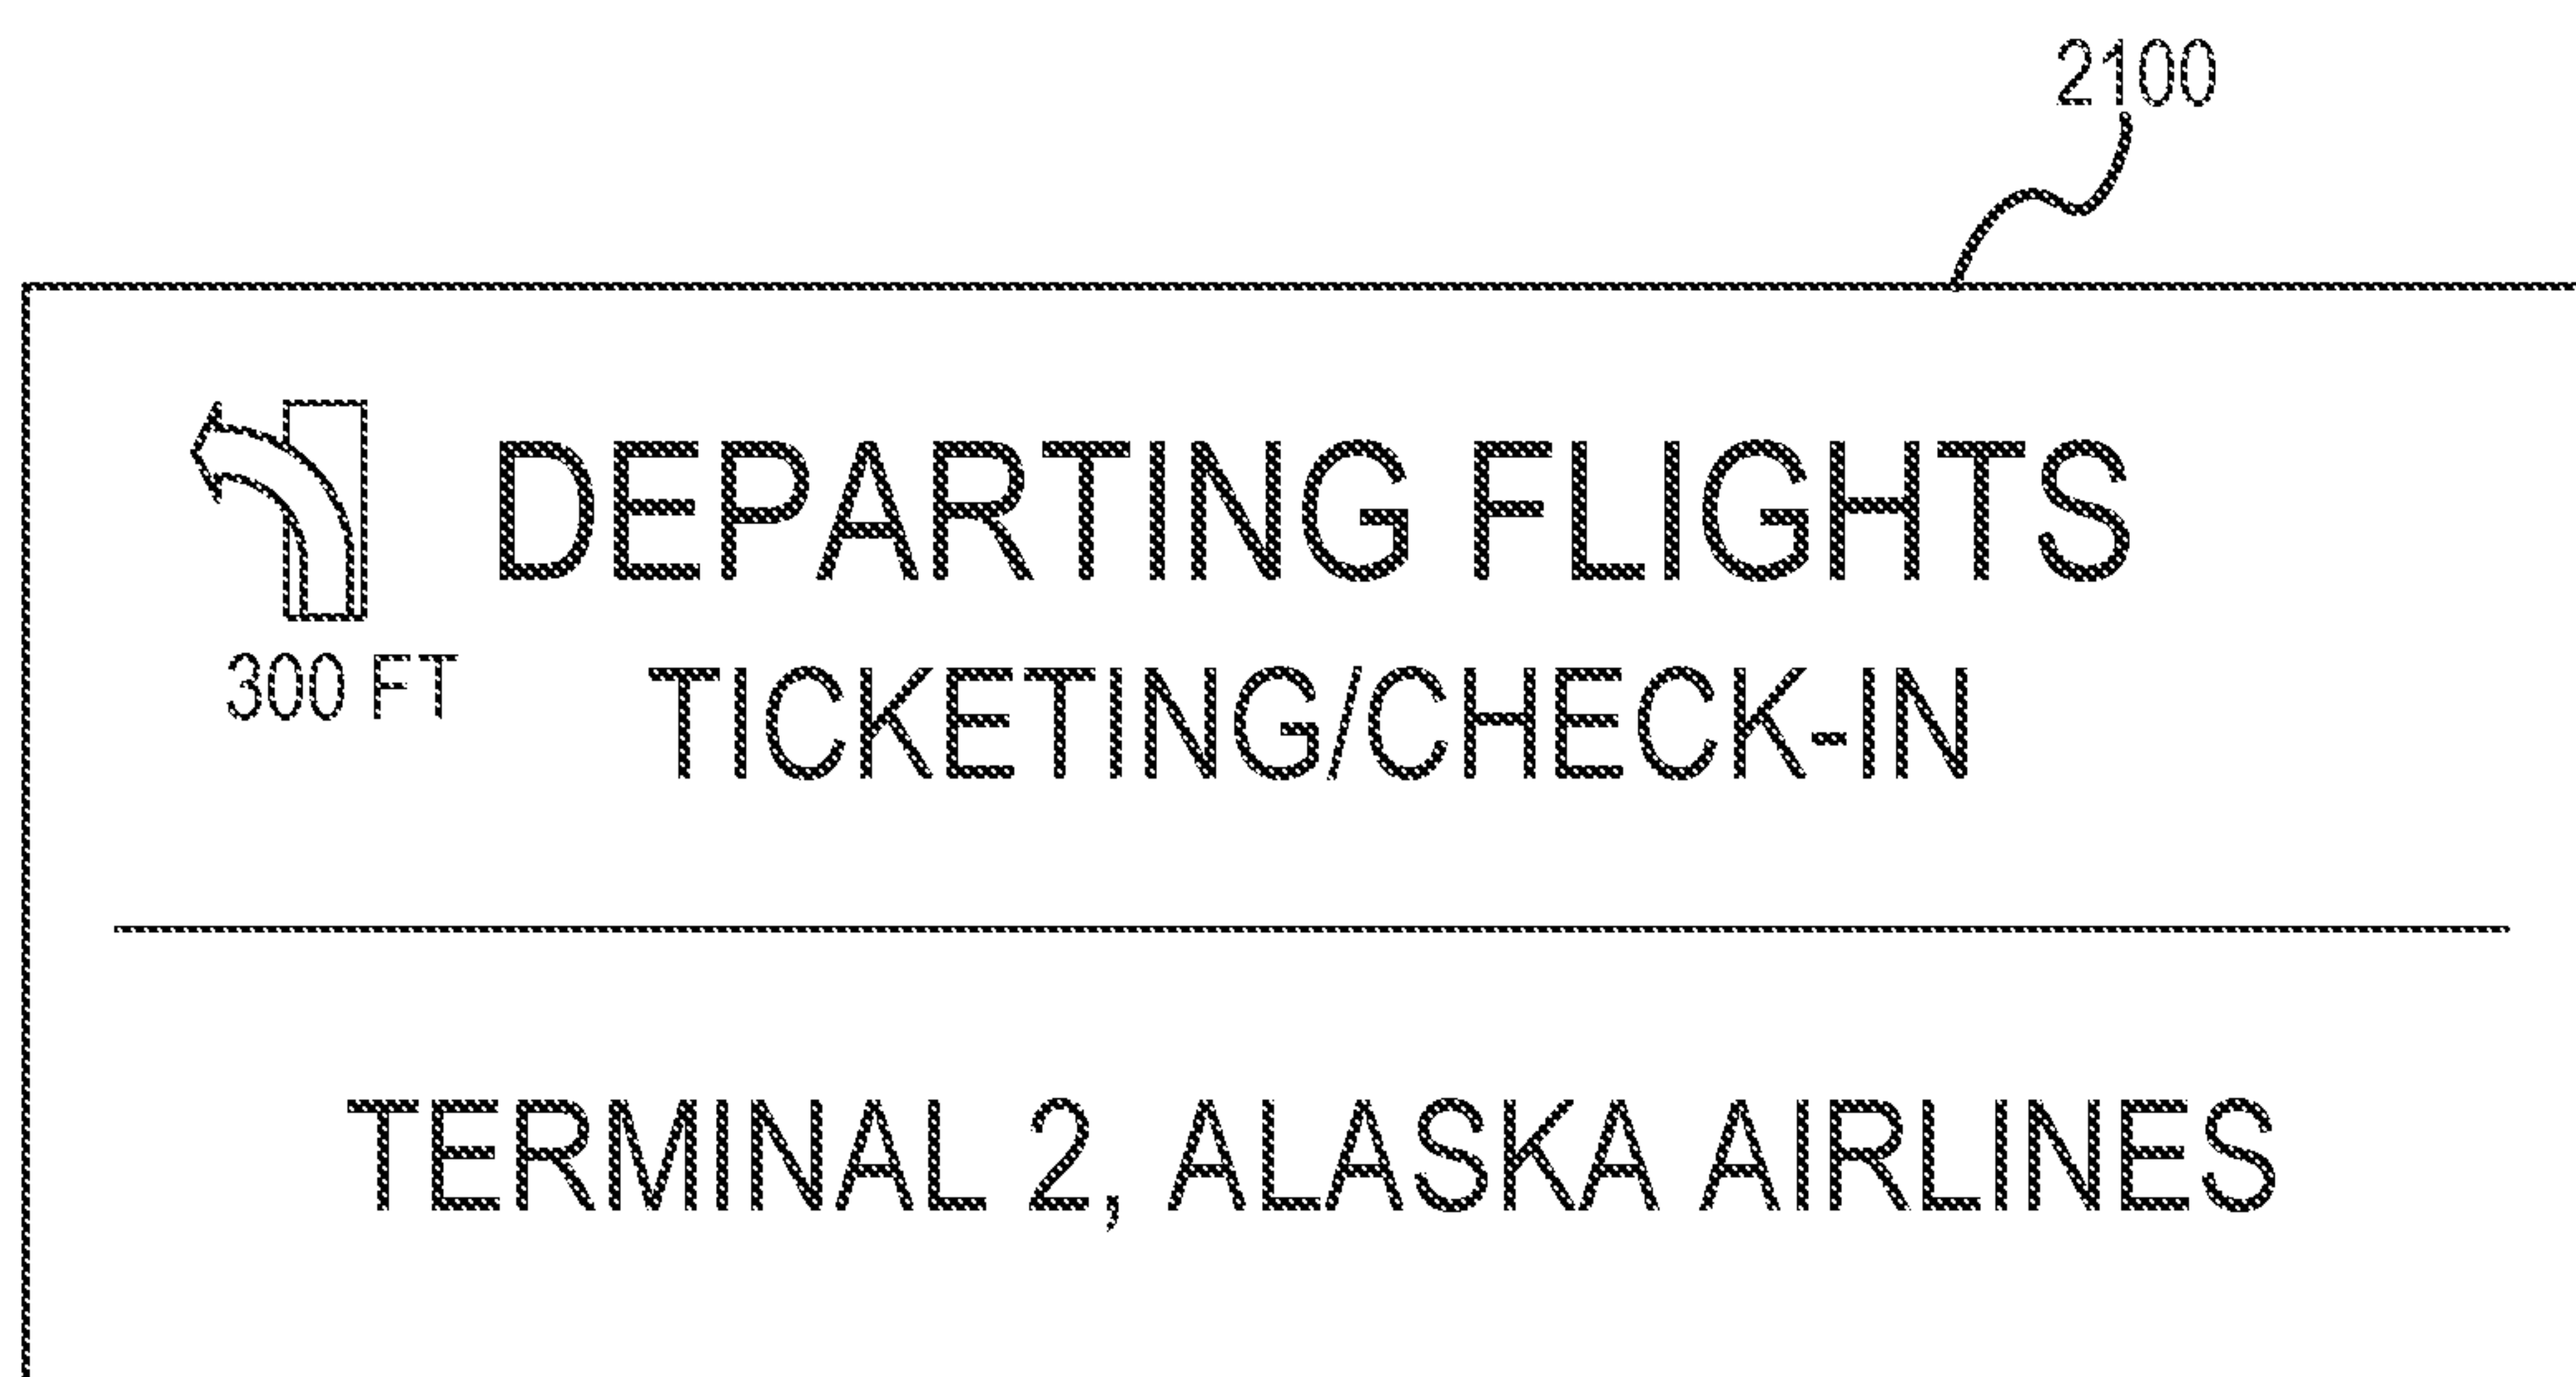 2100
DEPARTING FLIGHTS
300 FT
TICKETING/CHECK-IN
TERMINAL 2, ALASKA AIRLINES